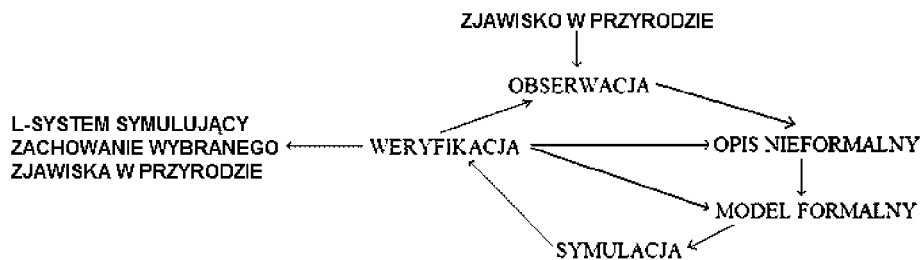 ZJAWISKO W PRZYRODZIE
OBSERWACJA
L-SYSTEM SYMULUJĄCY
ZACHOWANIE WYBRANEGO
ZJAWISKA W PRZYRODZIE
WERYFIKACJA
OPIS NIEFORMALNY
MODEL FORMALNY
SYMULACJA